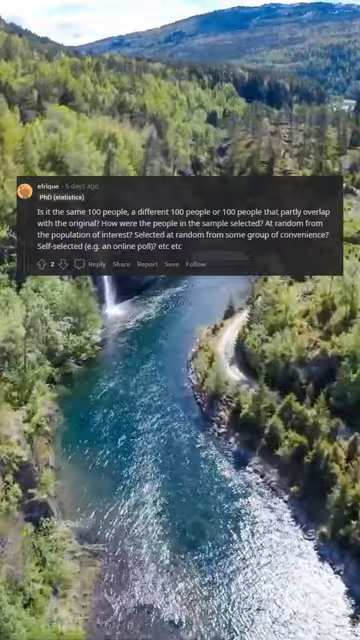 efrique · 5 days ago
PhD (statistics)
Is it the same 100 people, a different 100 people or 100 people that partly overlap
with the original? How were the people in the sample selected? At random from
the population of interest? Selected at random from some group of convenience?
Self-selected (e.g. an online poll)? etc etc
2 Reply Share Report Save Follow